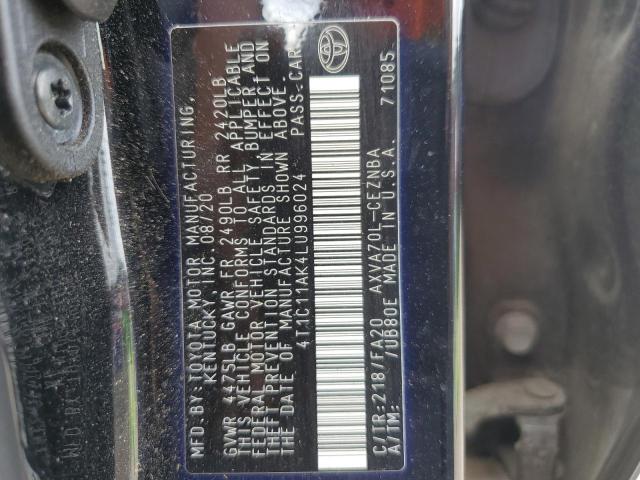 MFD. BY: TOYOTA MOTOR MANUFACTURING,
KENTUCKY, INC. 08/20
GVWR 4475LB GAWR FR 2490LB RR 2420LB
THIS VEHICLE CONFORMS TO ALL APPLICABLE
FEDERAL MOTOR VEHICLE SAFETY BUMPER, AND
THEFT PREVENTION STANDARDS IN EFFECT ON
THE DATE OF MANUFACTURE SHOWN ABOVE.
4T1C11AK4LU996024 PASS. CAR
C/TR: 218/FA20 AXVA70L-CEZNBA
A/TM: /UB80E MADE IN U.S.A. 71085